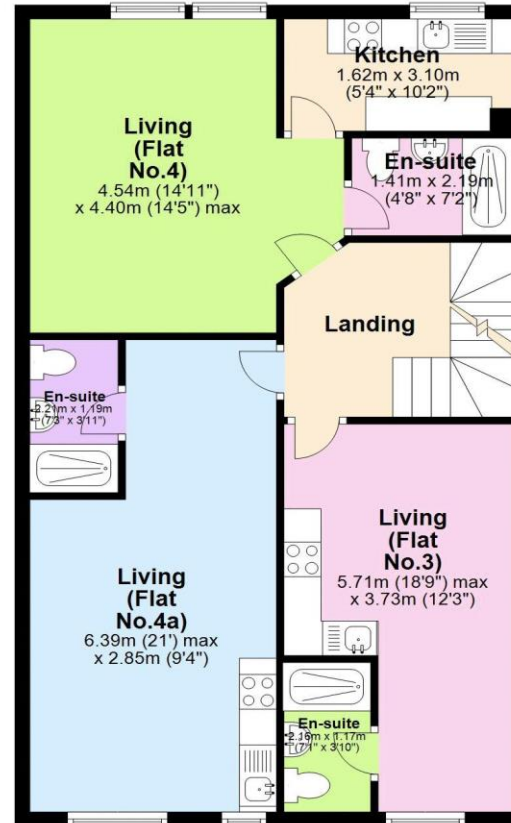 Kitchen
1.62m x 3.10m
(5'4" x 10'2")
Living
(Flat
No.4)
4.54m (14'11")
x 4.40m (14'5") max
En-suite
1.41m x 2.19m
(4'8" x 7'2")
Landing
En-suite
2.21m x 1.19m
(7'3" x 3'11")
Living
(Flat
No.3)
5.71m (18'9") max
x 3.73m (12'3")
Living
(Flat
No.4a)
6.39m (21') max
x 2.85m (9'4")
En-suite
2.16m x 1.17m
(7'1" x 3'10")